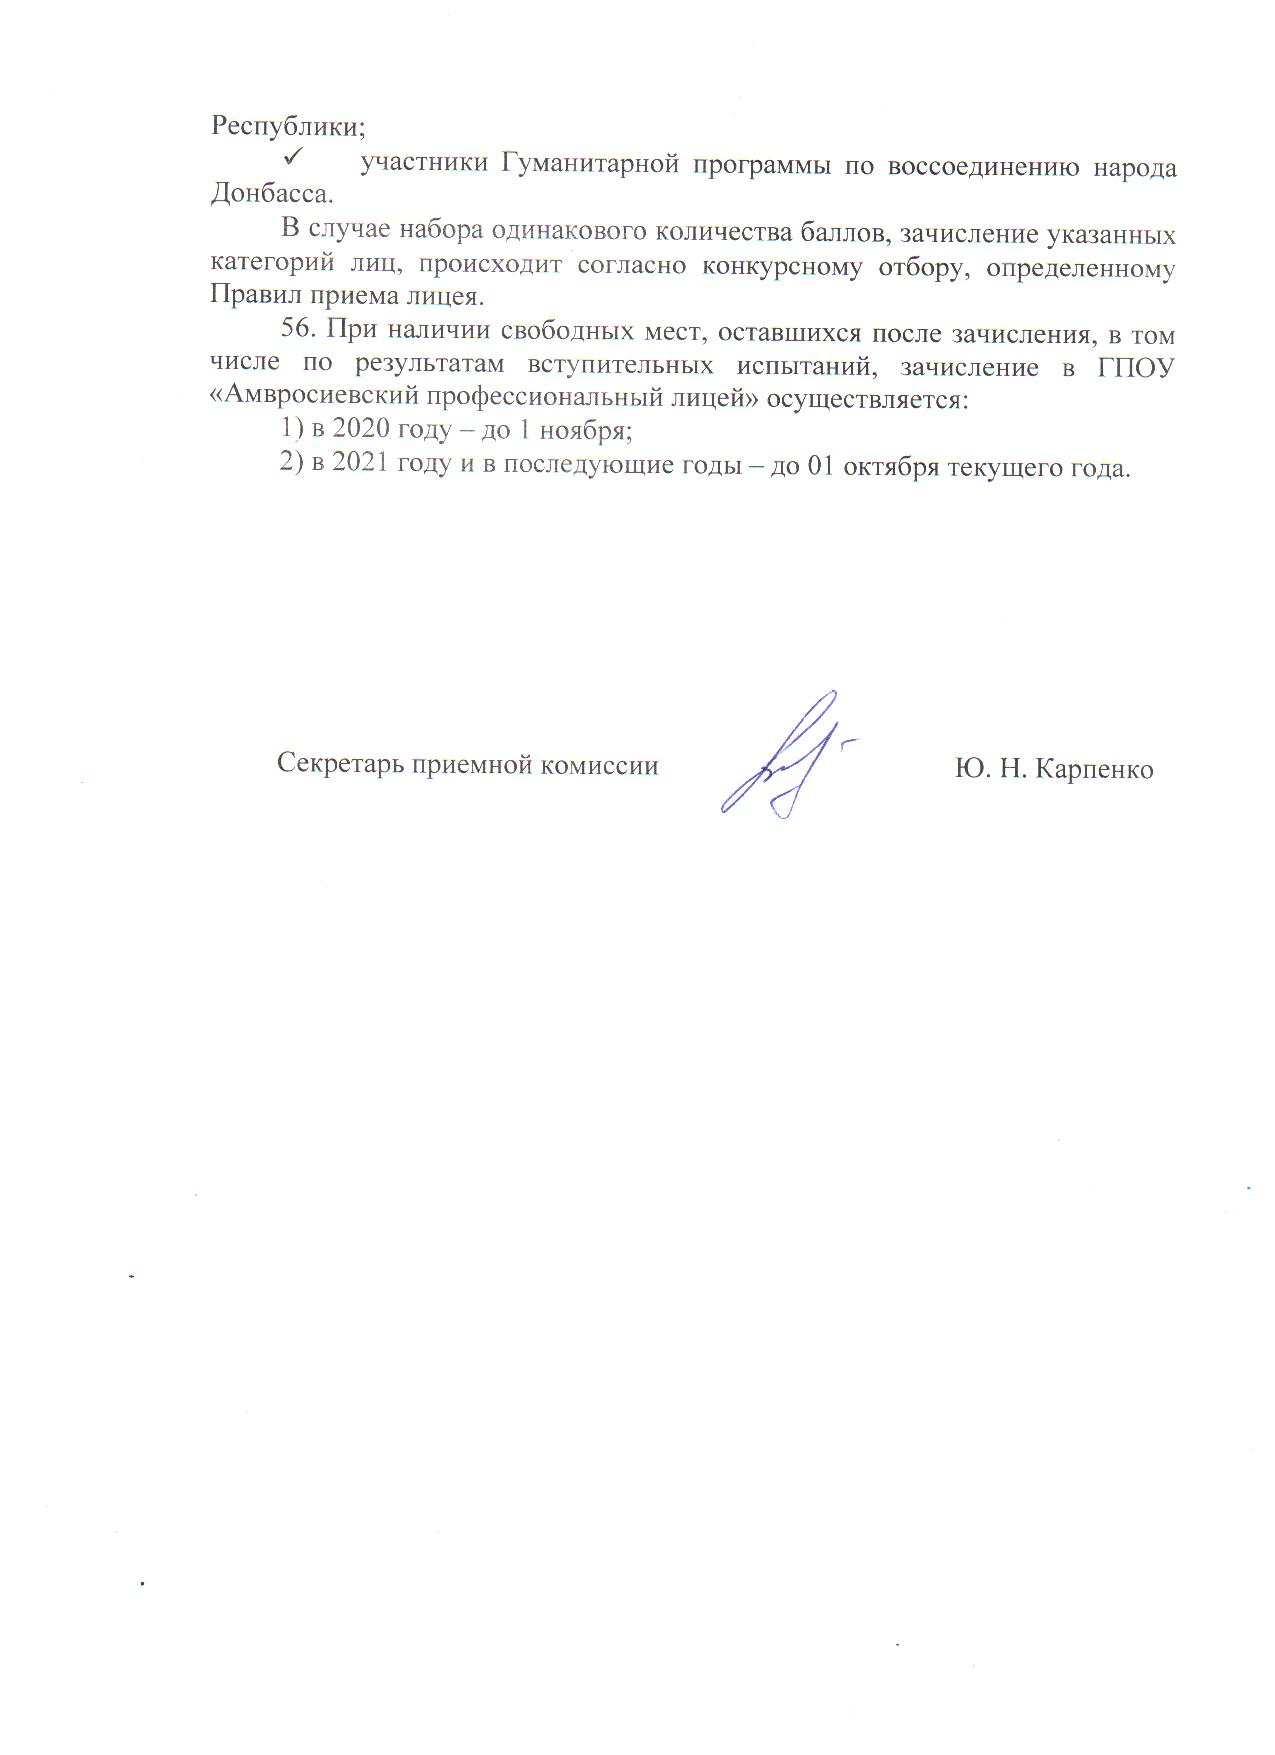 Республики;
✓ участники Гуманитарной программы по воссоединению народа
Донбасса.
В случае набора одинакового количества баллов, зачисление указанных
категорий лиц, происходит согласно конкурсному отбору, определенному
Правил приема лицея.
56. При наличии свободных мест, оставшихся после зачисления, в том
числе по результатам вступительных испытаний, зачисление в ГПОУ
«Амвросиевский профессиональный лицей» осуществляется:
1) в 2020 году – до 1 ноября;
2) в 2021 году и в последующие годы – до 01 октября текущего года.
Секретарь приемной комиссии Ю. Н. Карпенко